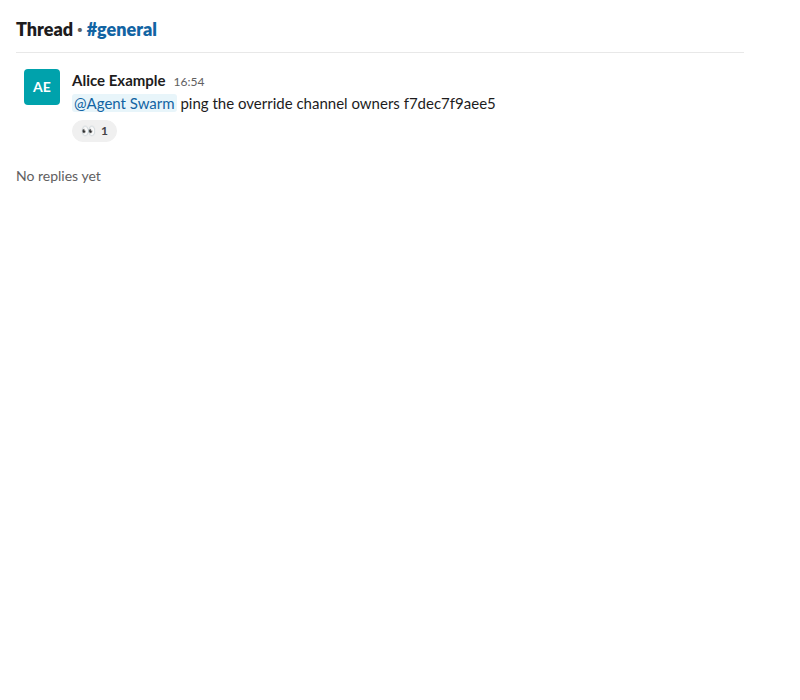 Thread • #general
AE
Alice Example 16:54
@Agent Swarm ping the override channel owners f7dec7f9aee5
👀 1
No replies yet